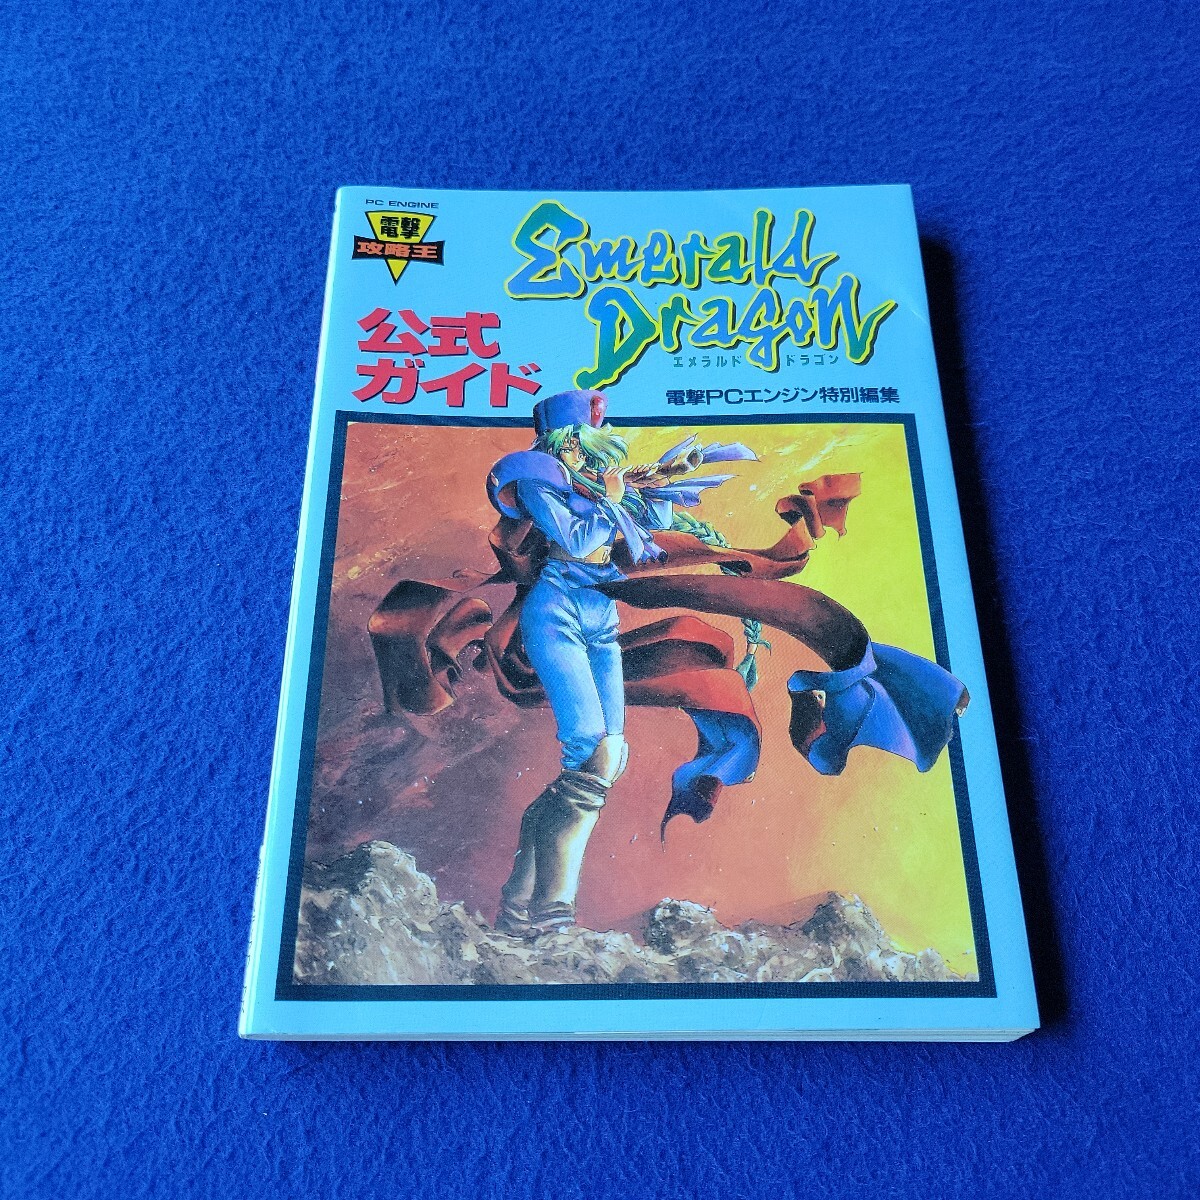 PC ENGINE
電撃
攻略王
Emerald
Dragon
エメラルド ドラゴン
公式
ガイド
電撃PCエンジン特別編集